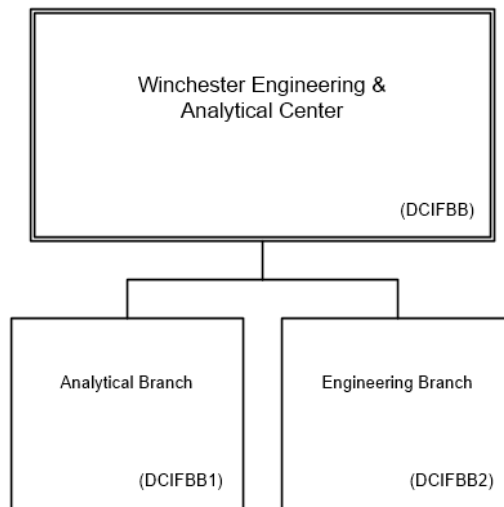 Winchester Engineering &
Analytical Center
(DCIFBB)
Analytical Branch
(DCIFBB1)
Engineering Branch
(DCIFBB2)